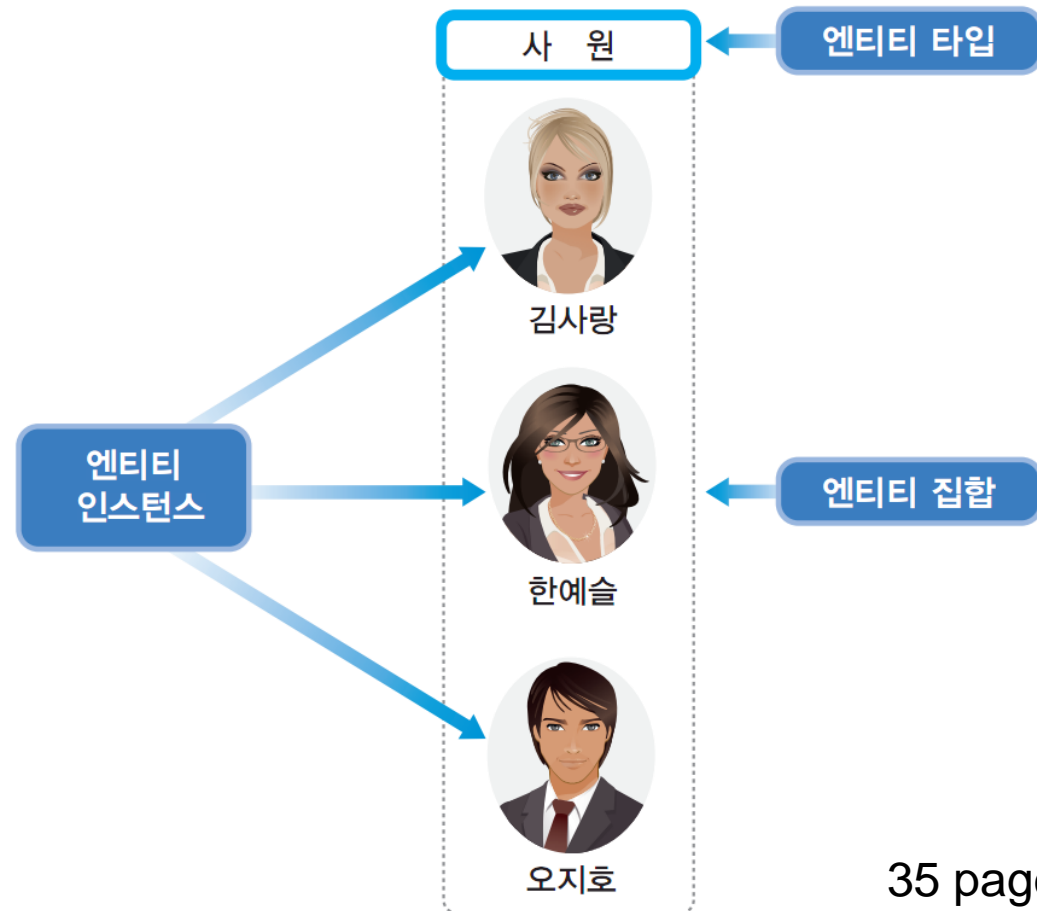 사 원
엔티티 타입
김사랑
엔티티
인스턴스
한예슬
엔티티 집합
오지호
35 page